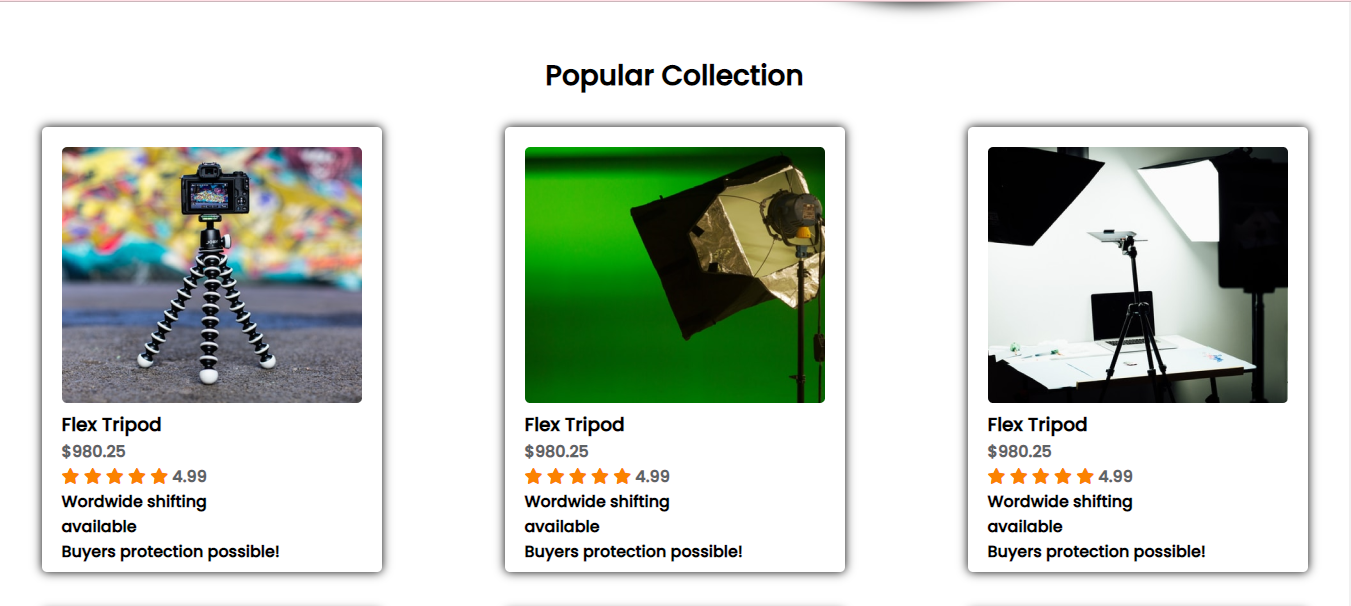 Popular Collection
Flex Tripod
$980.25
4.99
Wordwide shifting
available
Buyers protection possible!
Flex Tripod
$980.25
4.99
Wordwide shifting
available
Buyers protection possible!
Flex Tripod
$980.25
4.99
Wordwide shifting
available
Buyers protection possible!